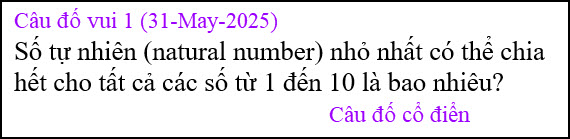 Câu đố vui 1 (31-May-2025)
Số tự nhiên (natural number) nhỏ nhất có thể chia
hết cho tất cả các số từ 1 đến 10 là bao nhiêu?
Câu đố cổ điển